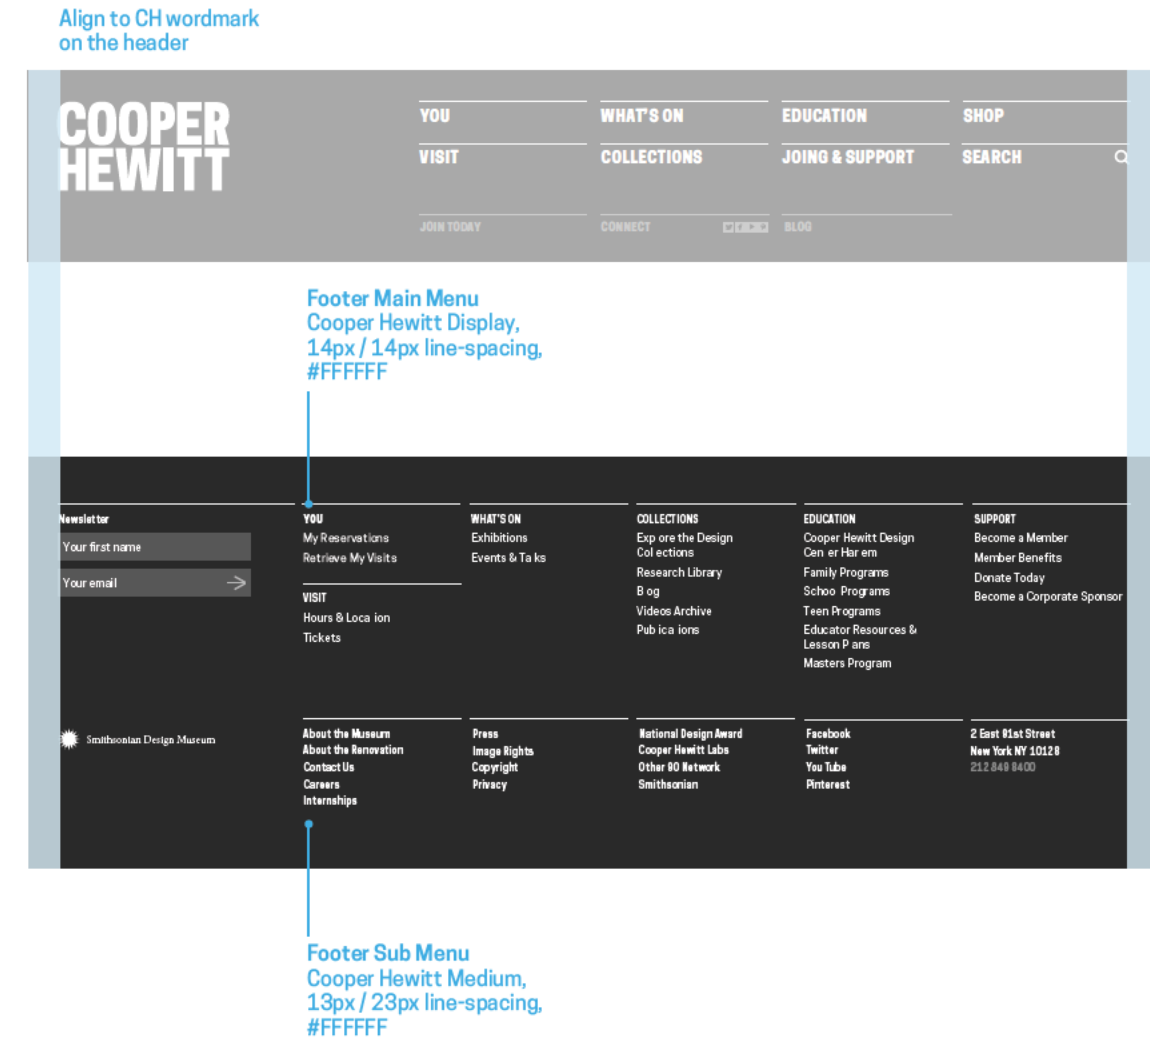 Align to CH wordmark
on the header
COOPER
HEWITT
YOU
WHAT'S ON
EDUCATION
SHOP
VISIT
COLLECTIONS
JOING & SUPPORT
SEARCH
JOIN TODAY
CONNECT
BLOG
Footer Main Menu
Cooper Hewitt Display,
14px / 14px line-spacing,
#FFFFFF
Newsletter
Your first name
Your email
YOU
My Reservations
Retrieve My Visits
VISIT
Hours & Loca ion
Tickets
WHAT'S ON
Exhibitions
Events & Ta ks
COLLECTIONS
Exp ore the Design
Col ections
Research Library
B og
Videos Archive
Pub ica ions
EDUCATION
Cooper Hewitt Design
Cen er Har em
Family Programs
Schoo Programs
Teen Programs
Educator Resources &
Lesson P ans
Masters Program
SUPPORT
Become a Member
Member Benefits
Donate Today
Become a Corporate Sponsor
Smithsonian Design Museum
About the Museum
About the Renovation
Contact Us
Careers
Internships
Press
Image Rights
Copyright
Privacy
National Design Award
Cooper Hewitt Labs
Other 90 Network
Smithsonian
Facebook
Twitter
You Tube
Pinterest
2 East 91st Street
New York NY 10128
212 849 8400
Footer Sub Menu
Cooper Hewitt Medium,
13px / 23px line-spacing,
#FFFFFF